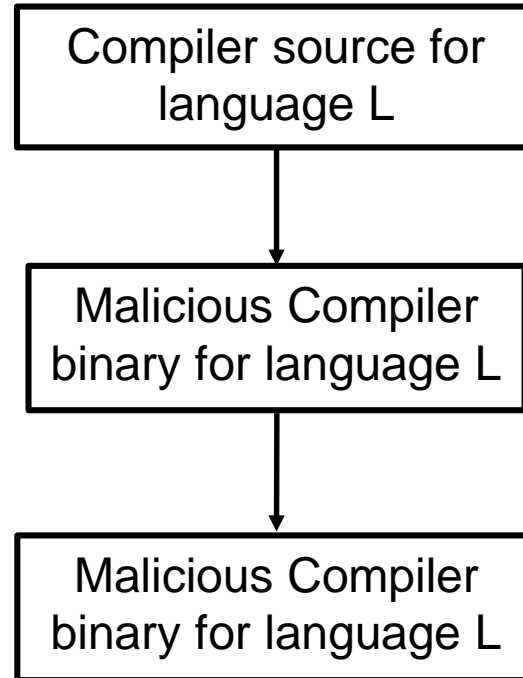 Compiler source for
language L
Malicious Compiler
binary for language L
Malicious Compiler
binary for language L